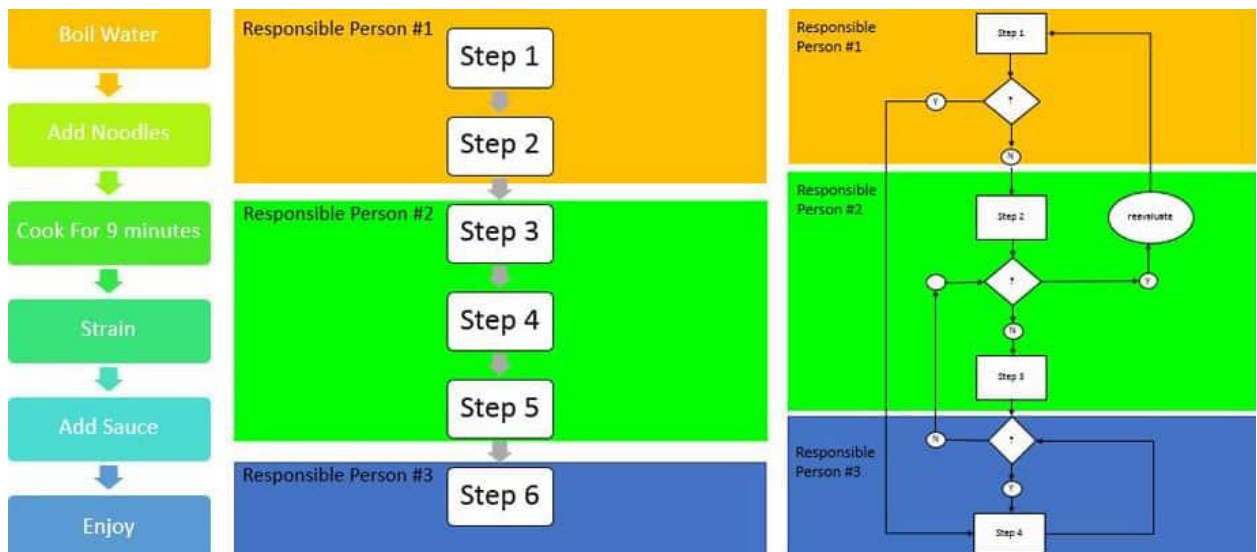 Boil Water
Add Noodles
Cook For 9 minutes
Strain
Add Sauce
Enjoy
Responsible Person #1
Step 1
Step 2
Responsible Person #2
Step 3
Step 4
Step 5
Responsible Person #3
Step 6
Responsible
Person #1
Step 1
?
Y
N
Responsible
Person #2
Step 2
reevaluate
?
Y
N
Step 3
Responsible
Person #3
?
N
Y
Step 4